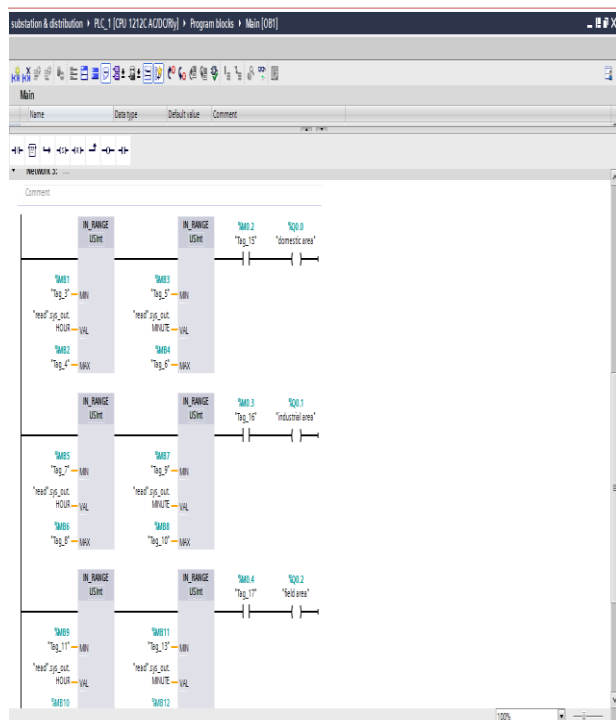 substation & distribution ▸ PLC_1 [CPU 1212C AC/DC/Rly] ▸ Program blocks ▸ Main [OB1]
Main
Name Data type Default value Comment
Network 3: ...
Comment
IN_RANGE IN_RANGE %M0.2 %Q0.0
USInt USInt "Tag_15" "domestic area"
%MB1 %MB3
"Tag_3" MIN "Tag_5" MIN
"read".sys_out. "read".sys_out.
HOUR VAL MINUTE VAL
%MB2 %MB4
"Tag_4" MAX "Tag_6" MAX
IN_RANGE IN_RANGE %M0.3 %Q0.1
USInt USInt "Tag_16" "industrial area"
%MB5 %MB7
"Tag_7" MIN "Tag_9" MIN
"read".sys_out. "read".sys_out.
HOUR VAL MINUTE VAL
%MB6 %MB8
"Tag_8" MAX "Tag_10" MAX
IN_RANGE IN_RANGE %M0.4 %Q0.2
USInt USInt "Tag_17" "field area"
%MB9 %MB11
"Tag_11" MIN "Tag_13" MIN
"read".sys_out. "read".sys_out.
HOUR VAL MINUTE VAL
%MB10 %MB12
100%